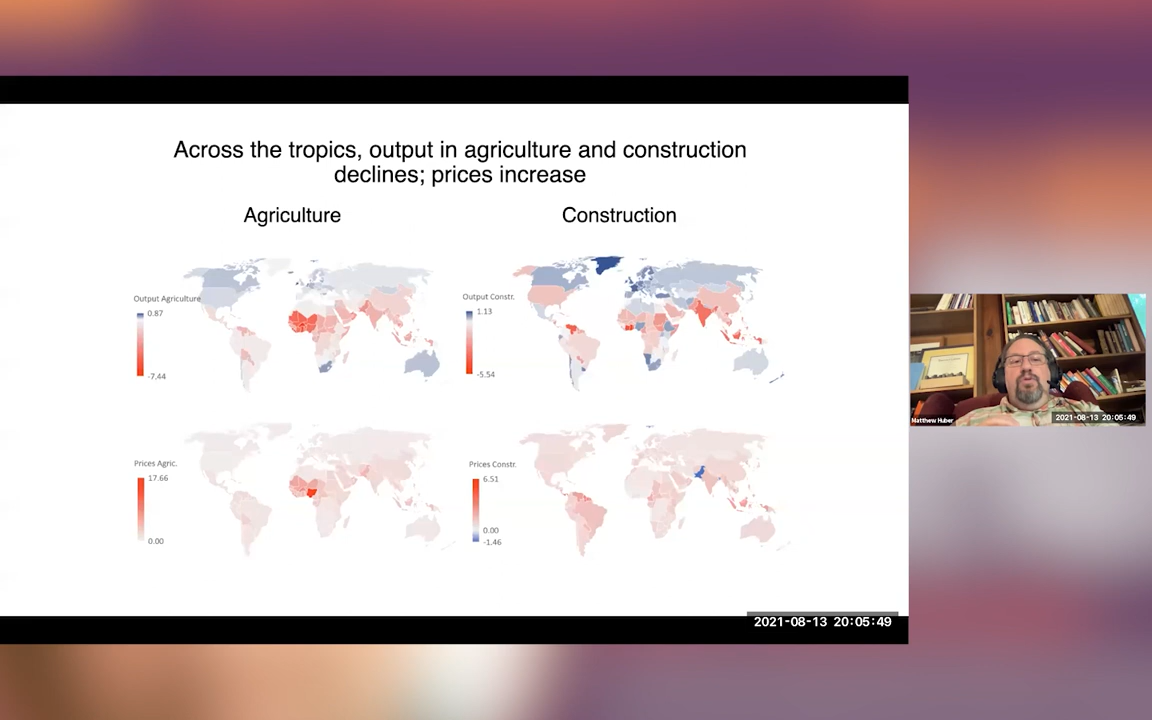 Across the tropics, output in agriculture and construction
declines; prices increase
Agriculture
Construction
Output Agriculture
0.87
-7.44
Output Constr.
1.13
-5.54
Prices Agric.
17.66
0.00
Prices Constr.
6.51
0.00
-1.46
Matthew Huber
2021-08-13 20:05:49
2021-08-13 20:05:49